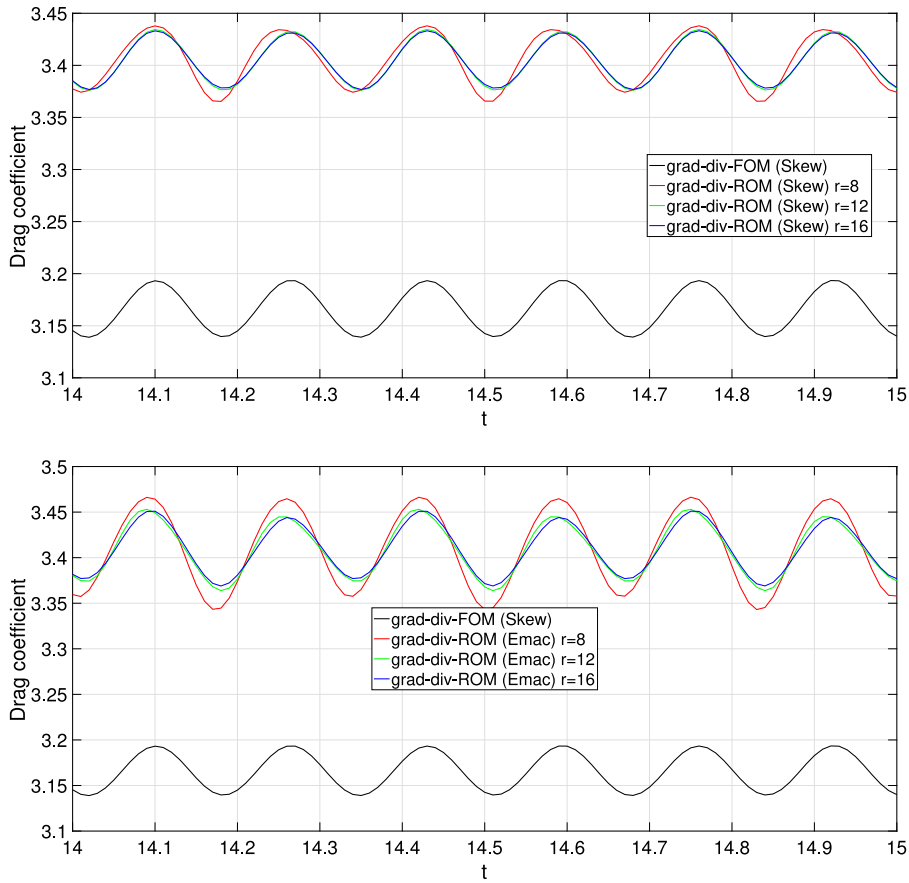 3.45
3.4
3.35
3.3
3.25
3.2
3.15
3.1
Drag coefficient
grad-div-FOM (Skew)
grad-div-ROM (Skew) r=8
grad-div-ROM (Skew) r=12
grad-div-ROM (Skew) r=16
14 14.1 14.2 14.3 14.4 14.5 14.6 14.7 14.8 14.9 15
t
3.5
3.45
3.4
3.35
3.3
3.25
3.2
3.15
3.1
Drag coefficient
grad-div-FOM (Skew)
grad-div-ROM (Emac) r=8
grad-div-ROM (Emac) r=12
grad-div-ROM (Emac) r=16
14 14.1 14.2 14.3 14.4 14.5 14.6 14.7 14.8 14.9 15
t